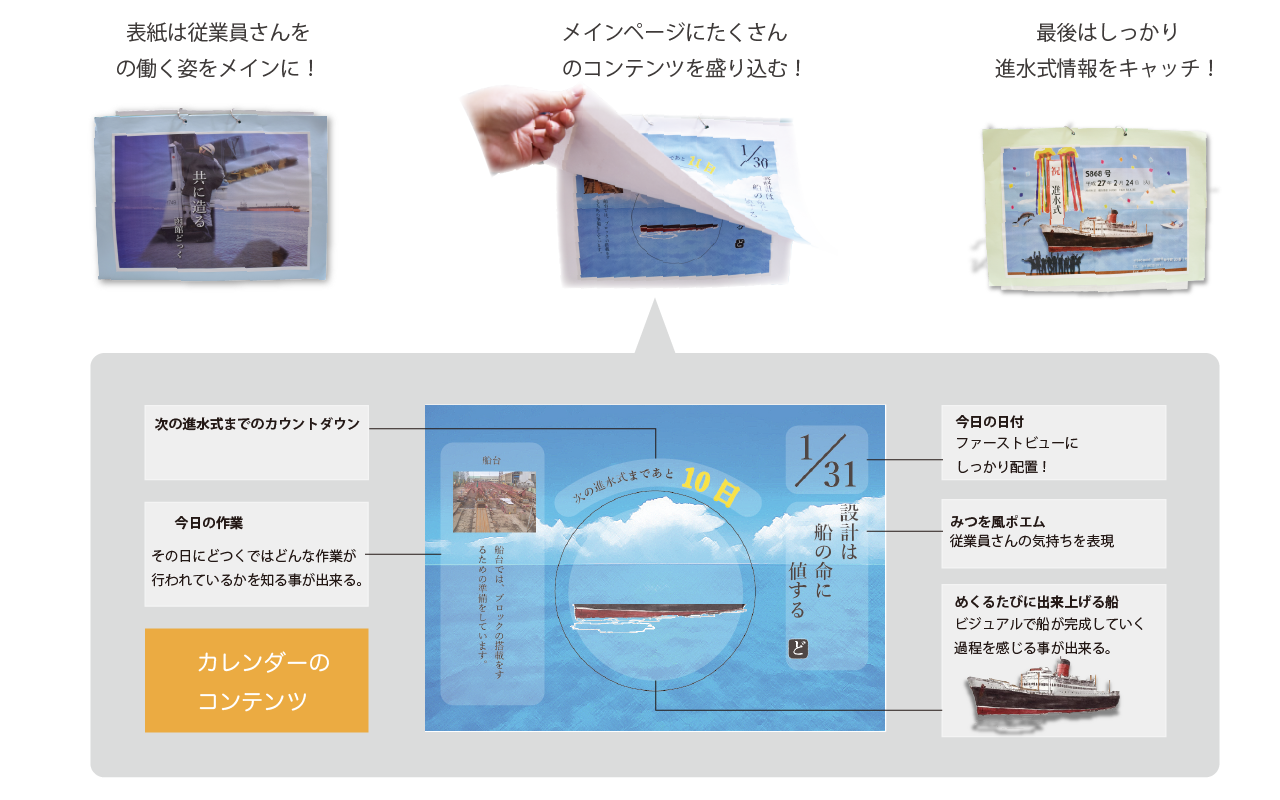 表紙は従業員さんを
の働く姿をメインに！
メインページにたくさん
のコンテンツを盛り込む！
最後はしっかり
進水式情報をキャッチ！
共に造る
函館どっく
1/30
設計は
船の
ど
祝
進水式
S868 号
平成 27 年 2 月 24 日 (火)
次の進水式までのカウントダウン
今日の作業
その日にどつくではどんな作業が
行われているかを知る事が出来る。
カレンダーの
コンテンツ
船台
船台では、ブロックの搭載をす
るための準備をしています。
次の進水式まであと 10 日
1/31
設計は
船の命に
値する
ど
今日の日付
ファーストビューに
しっかり配置！
みつを風ポエム
従業員さんの気持ちを表現
めくるたびに出来上げる船
ビジュアルで船が完成していく
過程を感じる事が出来る。